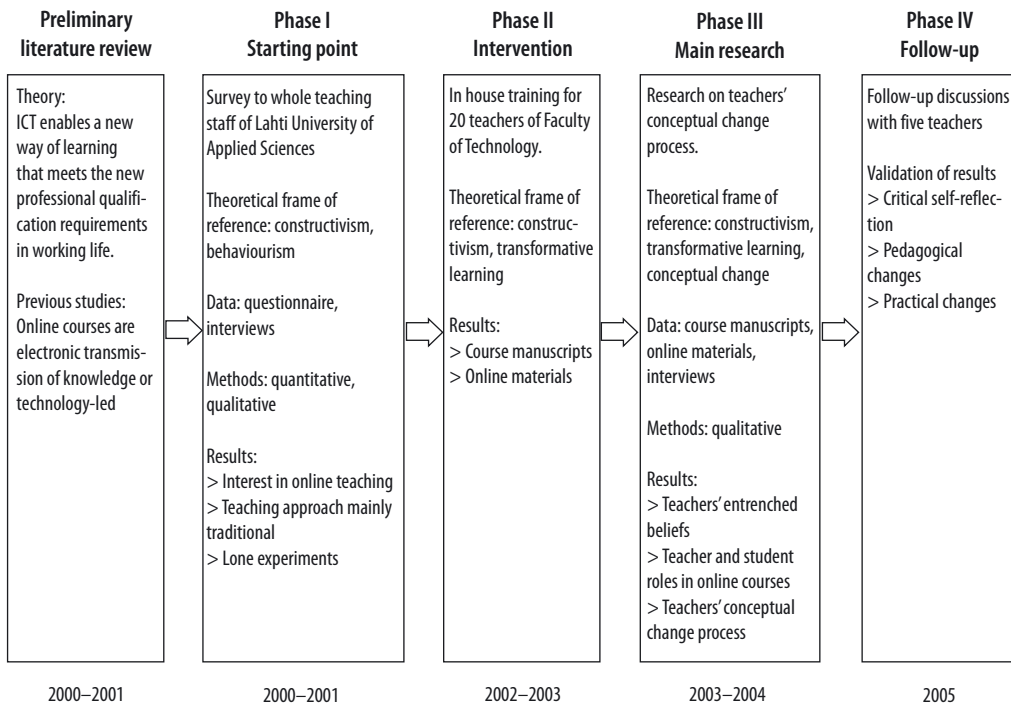 Preliminary
literature review
Theory:
ICT enables a new
way of learning
that meets the new
professional qualifi-
cation requirements
in working life.
Previous studies:
Online courses are
electronic transmis-
sion of knowledge or
technology-led
2000–2001
Phase I
Starting point
Survey to whole teaching
staff of Lahti University of
Applied Sciences
Theoretical frame of
reference: constructivism,
behaviourism
Data: questionnaire,
interviews
Methods: quantitative,
qualitative
Results:
> Interest in online teaching
> Teaching approach mainly
traditional
> Lone experiments
2000–2001
Phase II
Intervention
In house training for
20 teachers of Faculty
of Technology.
Theoretical frame of
reference: construc-
tivism, transformative
learning
Results:
> Course manuscripts
> Online materials
2002–2003
Phase III
Main research
Research on teachers'
conceptual change
process.
Theoretical frame of
reference: constructivism,
transformative learning,
conceptual change
Data: course manuscripts,
online materials,
interviews
Methods: qualitative
Results:
> Teachers' entrenched
beliefs
> Teacher and student
roles in online courses
> Teachers' conceptual
change process
2003–2004
Phase IV
Follow-up
Follow-up discussions
with five teachers
Validation of results
> Critical self-reflec-
tion
> Pedagogical
changes
> Practical changes
2005